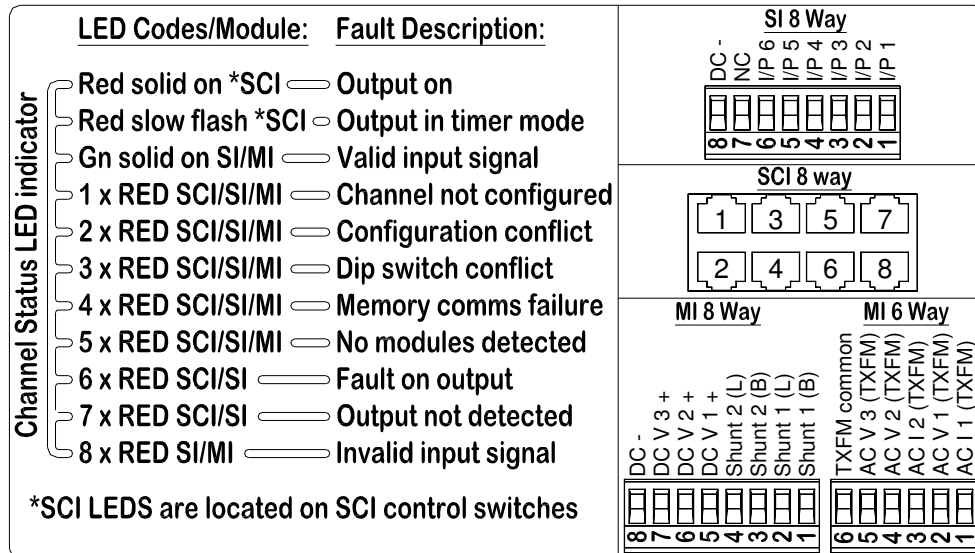 LED Codes/Module: Fault Description:
Channel Status LED indicator
Red solid on *SCI Output on
Red slow flash *SCI Output in timer mode
Gn solid on SI/MI Valid input signal
1 x RED SCI/SI/MI Channel not configured
2 x RED SCI/SI/MI Configuration conflict
3 x RED SCI/SI/MI Dip switch conflict
4 x RED SCI/SI/MI Memory comms failure
5 x RED SCI/SI/MI No modules detected
6 x RED SCI/SI Fault on output
7 x RED SCI/SI Output not detected
8 x RED SI/MI Invalid input signal
*SCI LEDS are located on SCI control switches
SI 8 Way
DC -
NC
I/P 6
I/P 5
I/P 4
I/P 3
I/P 2
I/P 1
8 7 6 5 4 3 2 1
SCI 8 way
1 3 5 7
2 4 6 8
MI 8 Way
DC -
DC V 3 +
DC V 2 +
DC V 1 +
Shunt 2 (L)
Shunt 2 (B)
Shunt 1 (L)
Shunt 1 (B)
8 7 6 5 4 3 2 1
MI 6 Way
TXFM common
AC V 3 (TXFM)
AC V 2 (TXFM)
AC I 2 (TXFM)
AC V 1 (TXFM)
AC I 1 (TXFM)
6 5 4 3 2 1